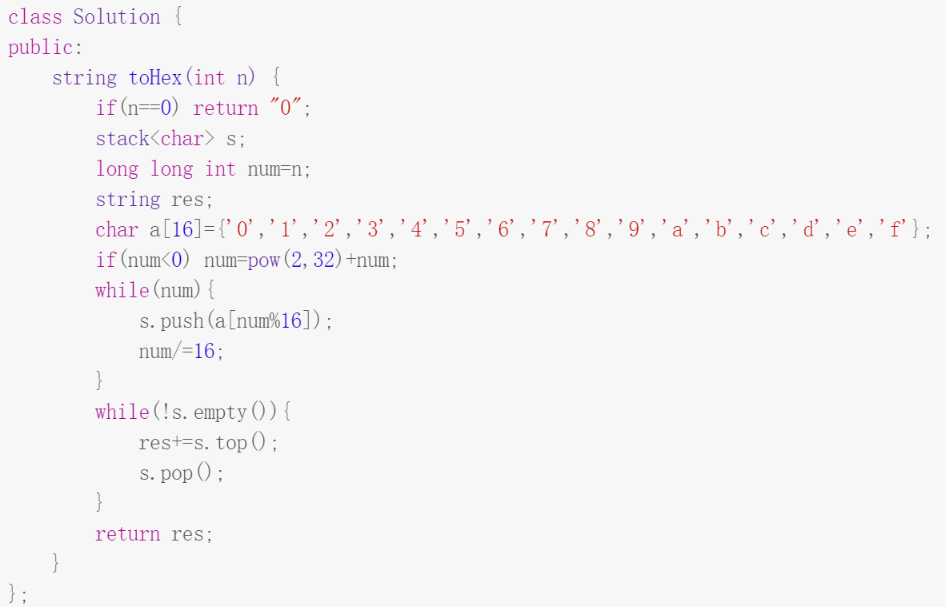 class Solution {
public:
    string toHex(int n) {
        if(n==0) return "0";
        stack<char> s;
        long long int num=n;
        string res;
        char a[16]={'0','1','2','3','4','5','6','7','8','9','a','b','c','d','e','f'};
        if(num<0) num=pow(2,32)+num;
        while(num){
            s.push(a[num%16]);
            num/=16;
        }
        while(!s.empty()){
            res+=s.top();
            s.pop();
        }
        return res;
    }
};